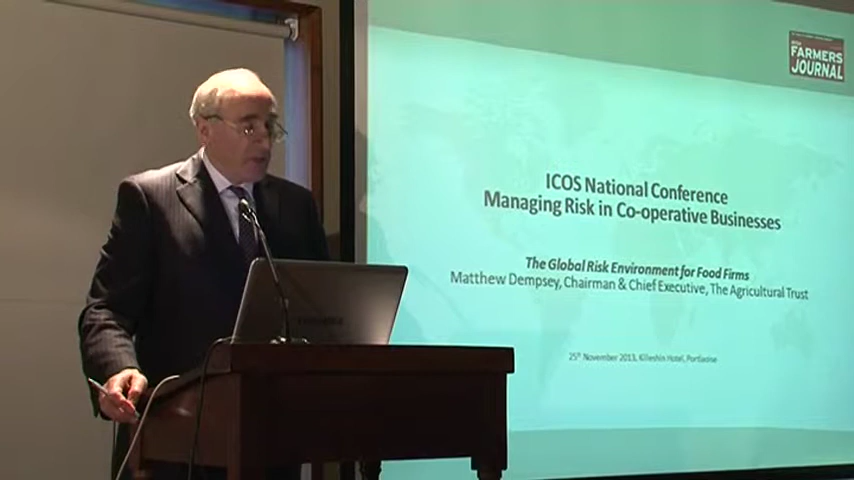 FARMERS
JOURNAL
ICOS National Conference
Managing Risk in Co-operative Businesses
The Global Risk Environment for Food Firms
Matthew Dempsey, Chairman & Chief Executive, The Agricultural Trust
25th November 2013, Killeshin Hotel, Portlaoise